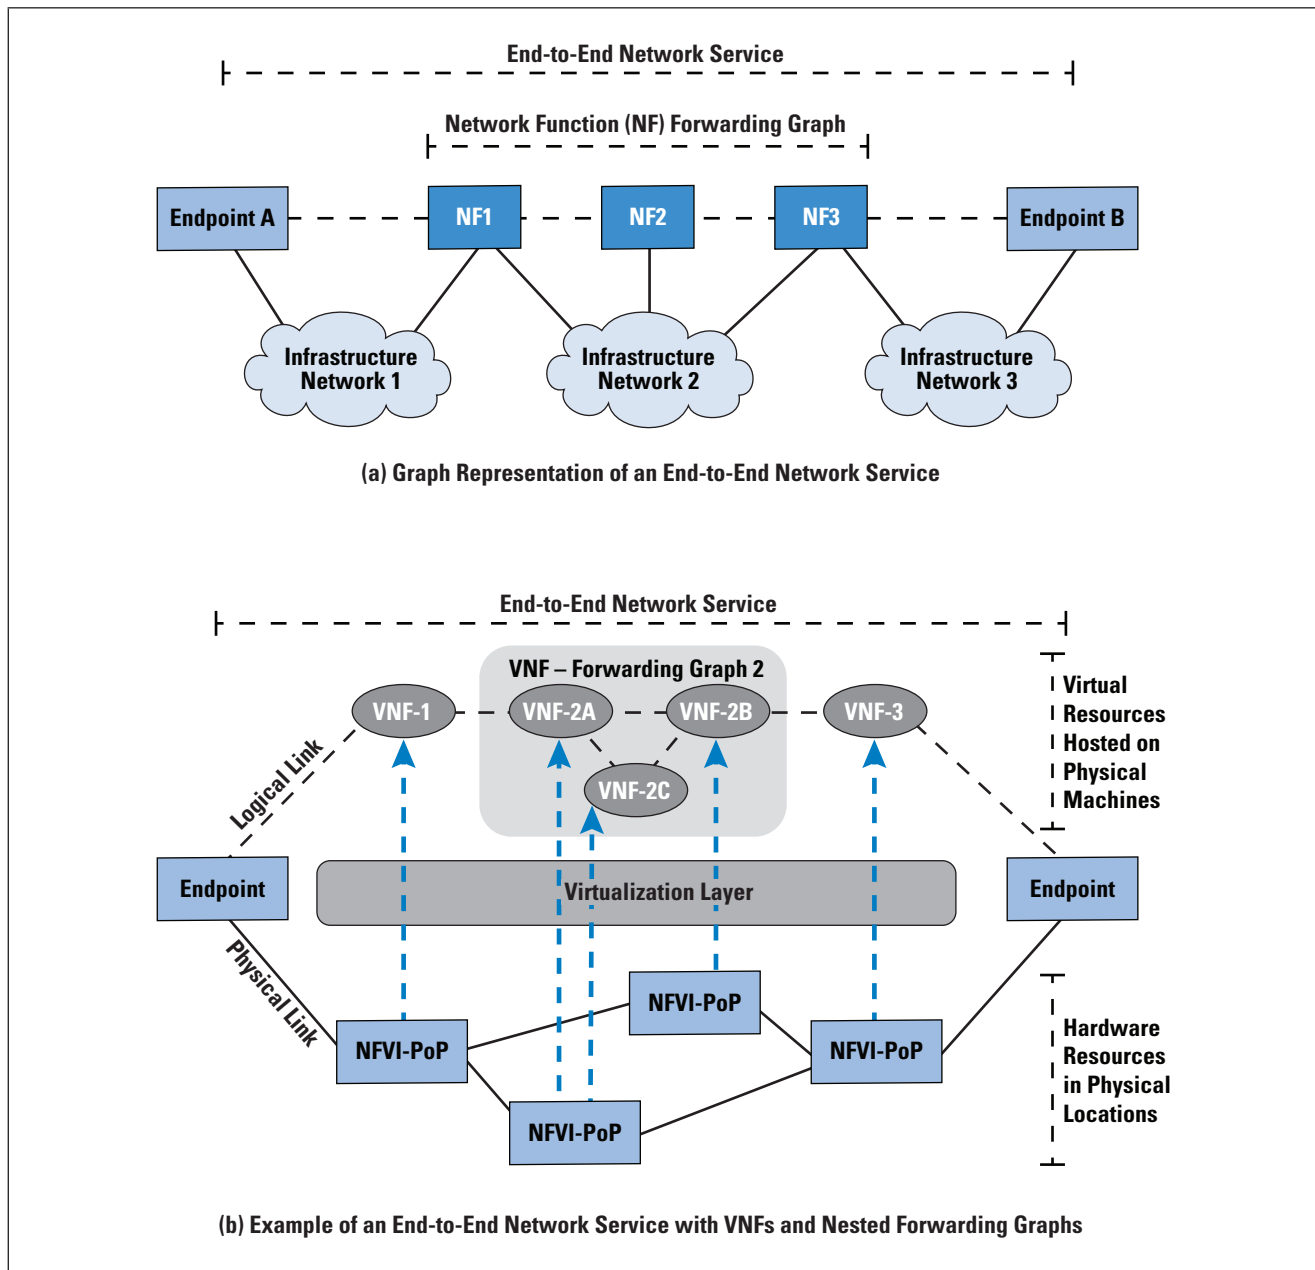 End-to-End Network Service
Network Function (NF) Forwarding Graph
Endpoint A
NF1
NF2
NF3
Endpoint B
Infrastructure
Network 1
Infrastructure
Network 2
Infrastructure
Network 3
(a) Graph Representation of an End-to-End Network Service
End-to-End Network Service
VNF – Forwarding Graph 2
VNF-1
VNF-2A
VNF-2B
VNF-3
VNF-2C
Virtual
Resources
Hosted on
Physical
Machines
Logical Link
Endpoint
Virtualization Layer
Endpoint
Physical Link
NFVI-PoP
NFVI-PoP
NFVI-PoP
NFVI-PoP
Hardware
Resources
in Physical
Locations
(b) Example of an End-to-End Network Service with VNFs and Nested Forwarding Graphs